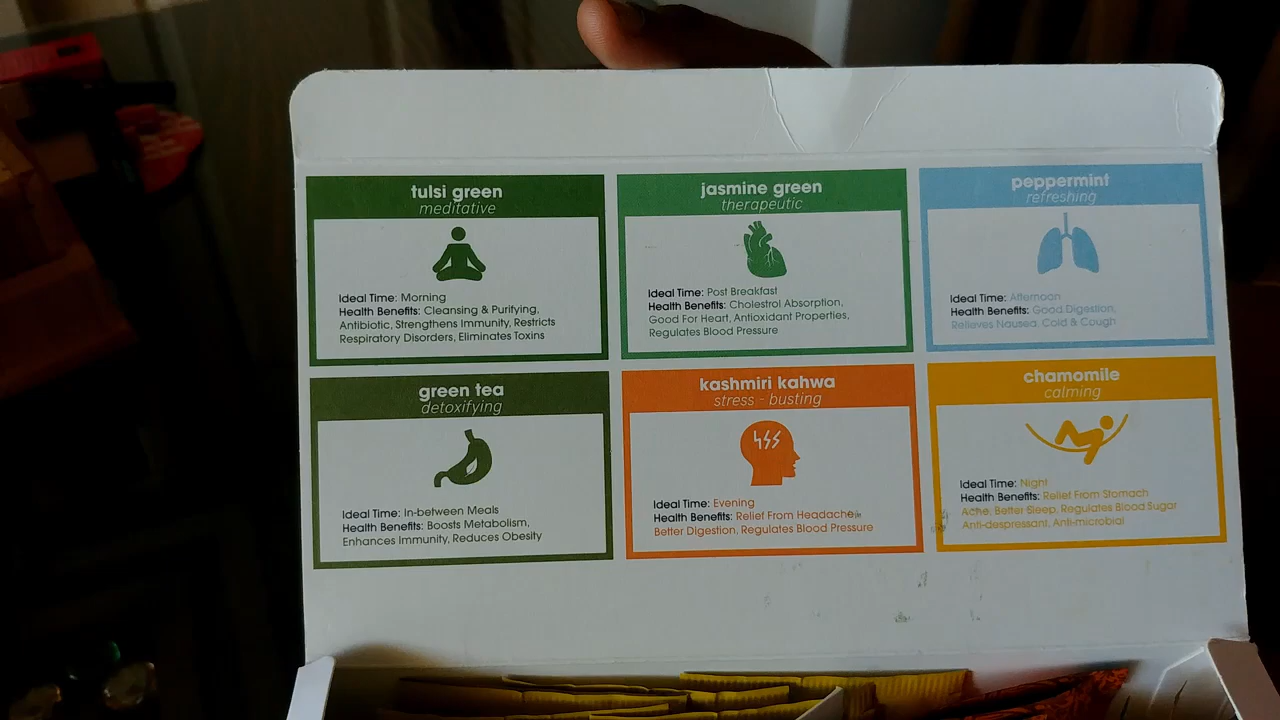 tulsi green
meditative
Ideal Time: Morning
Health Benefits: Cleansing & Purifying,
Antibiotic, Strengthens Immunity, Restricts
Respiratory Disorders, Eliminates Toxins
jasmine green
therapeutic
Ideal Time: Post Breakfast
Health Benefits: Cholestrol Absorption,
Good For Heart, Antioxidant Properties,
Regulates Blood Pressure
peppermint
refreshing
Ideal Time: Afternoon
Health Benefits: Good Digestion,
Relieves Nausea, Cold & Cough
green tea
detoxifying
Ideal Time: In-between Meals
Health Benefits: Boosts Metabolism,
Enhances Immunity, Reduces Obesity
kashmiri kahwa
stress - busting
Ideal Time: Evening
Health Benefits: Relief From Headache,
Better Digestion, Regulates Blood Pressure
chamomile
calming
Ideal Time: Night
Health Benefits: Relief From Stomach
Ache, Better Sleep, Regulates Blood Sugar
Anti-despressant, Anti-microbial